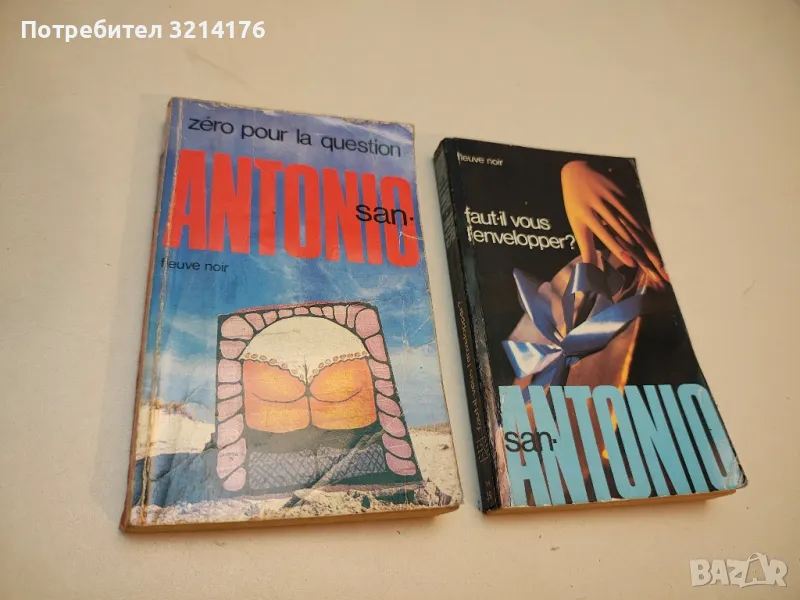 Потребител 3214176
zéro pour la question
ANTONIO
san-
fleuve noir
fleuve noir
faut-il vous
l'envelopper?
san-
ANTONIO
BAZAR
bg